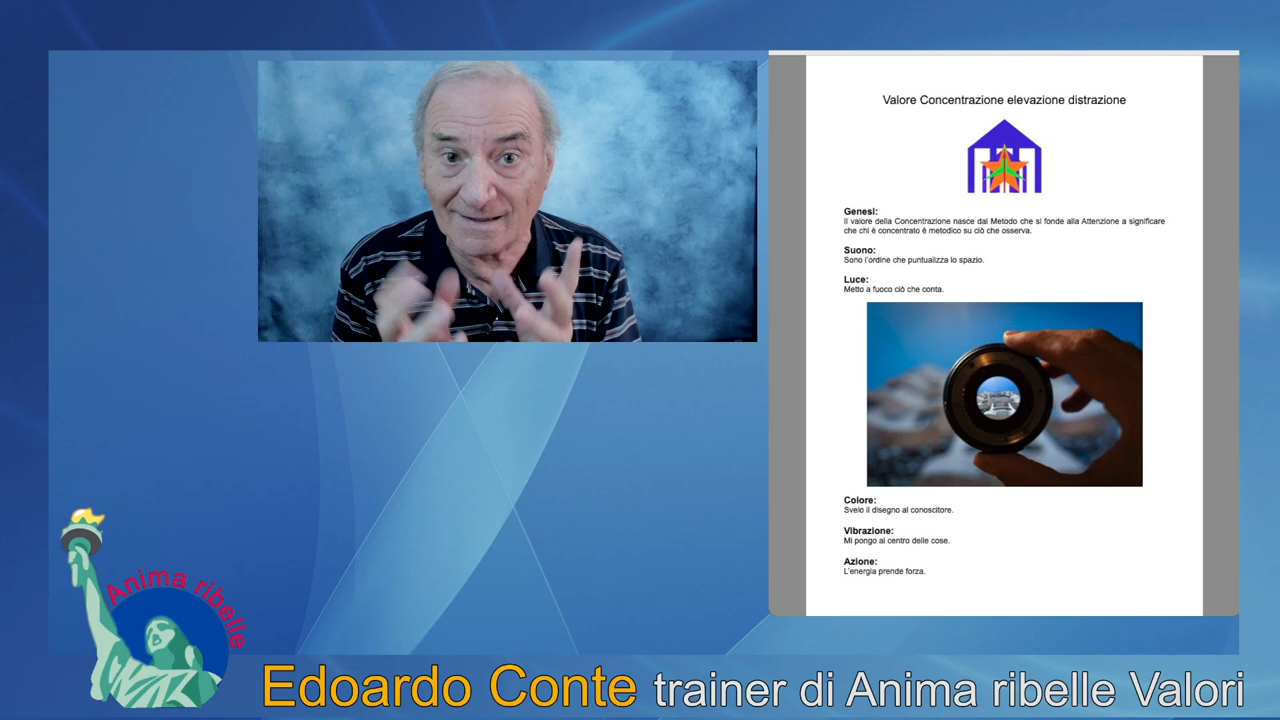 Valore Concentrazione elevazione distrazione
Genesi:
Il valore della Concentrazione nasce dal Metodo che si fonde alla Attenzione a significare
che chi è concentrato è metodico su ciò che osserva.
Suono:
Sono l'ordine che puntualizza lo spazio.
Luce:
Metto a fuoco ciò che conta.
Colore:
Svelo il disegno al conoscitore.
Vibrazione:
Mi pongo al centro delle cose.
Azione:
L'energia prende forza.
Anima ribelle
Edoardo Conte trainer di Anima ribelle Valori